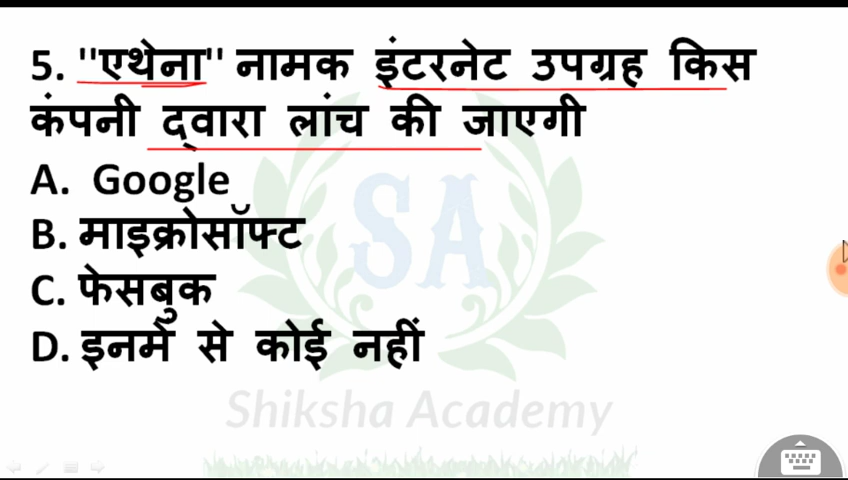 5. "एथेना" नामक इंटरनेट उपग्रह किस
कंपनी द्वारा लांच की जाएगी
A. Google
B. माइक्रोसॉफ्ट
C. फेसबुक
D. इनमें से कोई नहीं
SA
Shiksha Academy